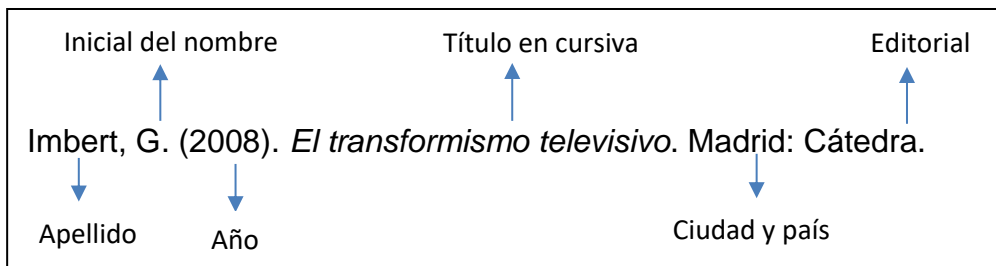 Inicial del nombre Título en cursiva Editorial
Imbert, G. (2008). El transformismo televisivo. Madrid: Cátedra.
Apellido Año Ciudad y país